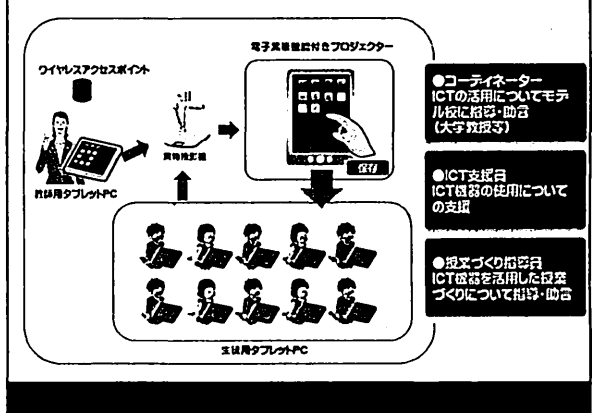 電子黒板機能付きプロジェクター
ワイヤレスアクセスポイント
実物投影機
保存
教師用タブレットPC
生徒用タブレットPC
●コーディネーター
ICTの活用についてモデ
ル校に指導・助言
(大学教授等)
●ICT支援員
ICT機器の使用について
の支援
●授業づくり指導員
ICT機器を活用した授業
づくりについて指導・助言